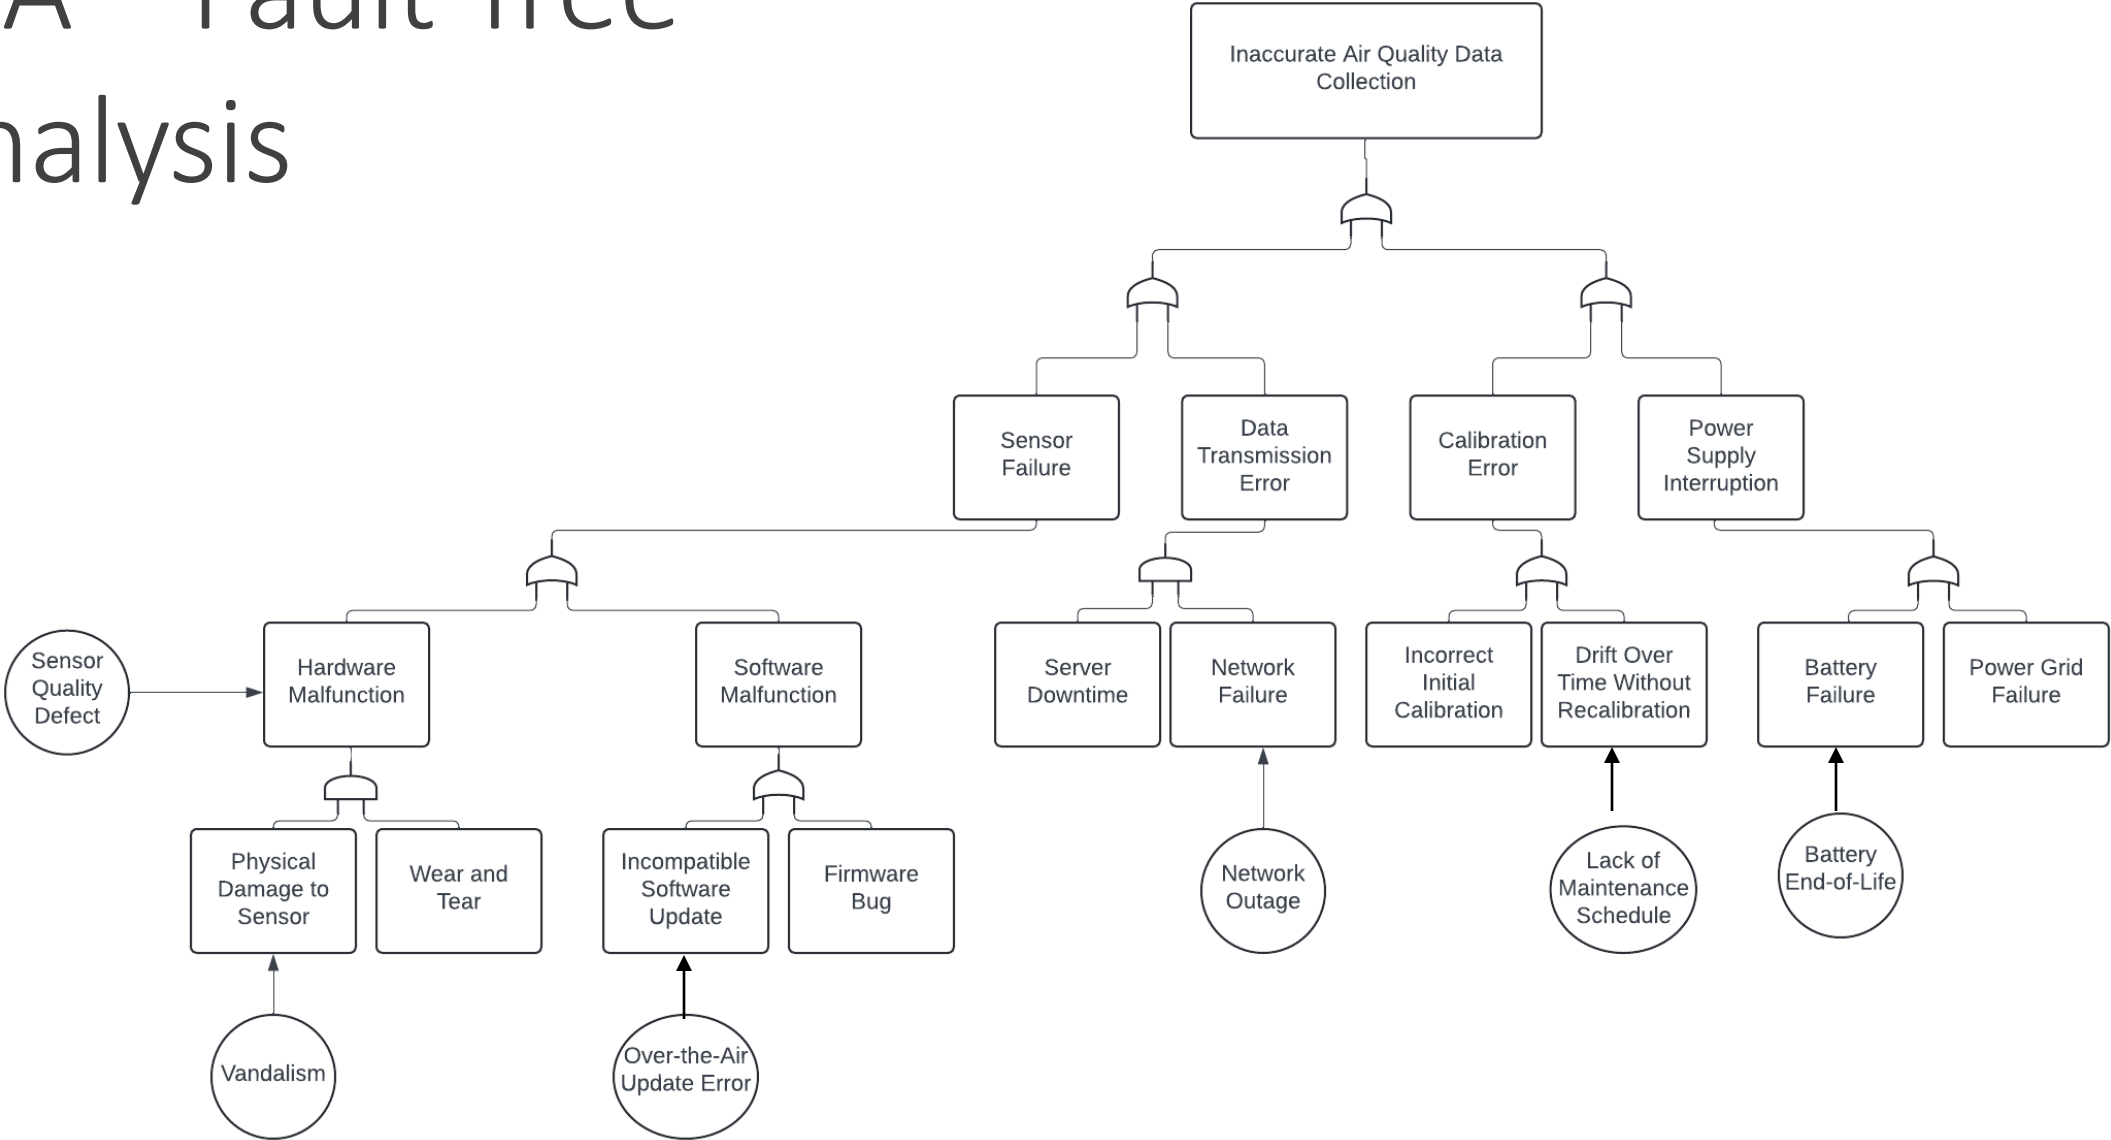 Inaccurate Air Quality Data
Collection
Sensor
Failure
Data
Transmission
Error
Calibration
Error
Power
Supply
Interruption
Sensor
Quality
Defect
Hardware
Malfunction
Software
Malfunction
Server
Downtime
Network
Failure
Incorrect
Initial
Calibration
Drift Over
Time Without
Recalibration
Battery
Failure
Power Grid
Failure
Physical
Damage to
Sensor
Wear and
Tear
Incompatible
Software
Update
Firmware
Bug
Network
Outage
Lack of
Maintenance
Schedule
Battery
End-of-Life
Vandalism
Over-the-Air
Update Error